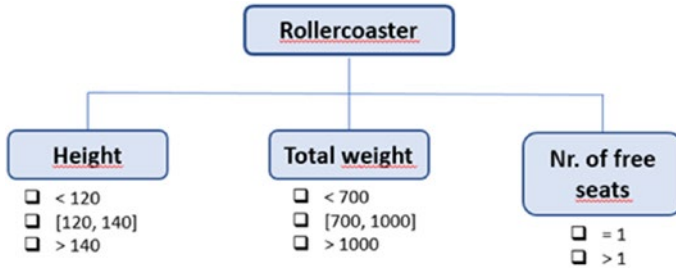 Rollercoaster
Height
< 120
[120, 140]
> 140
Total weight
< 700
[700, 1000]
> 1000
Nr. of free
seats
= 1
> 1